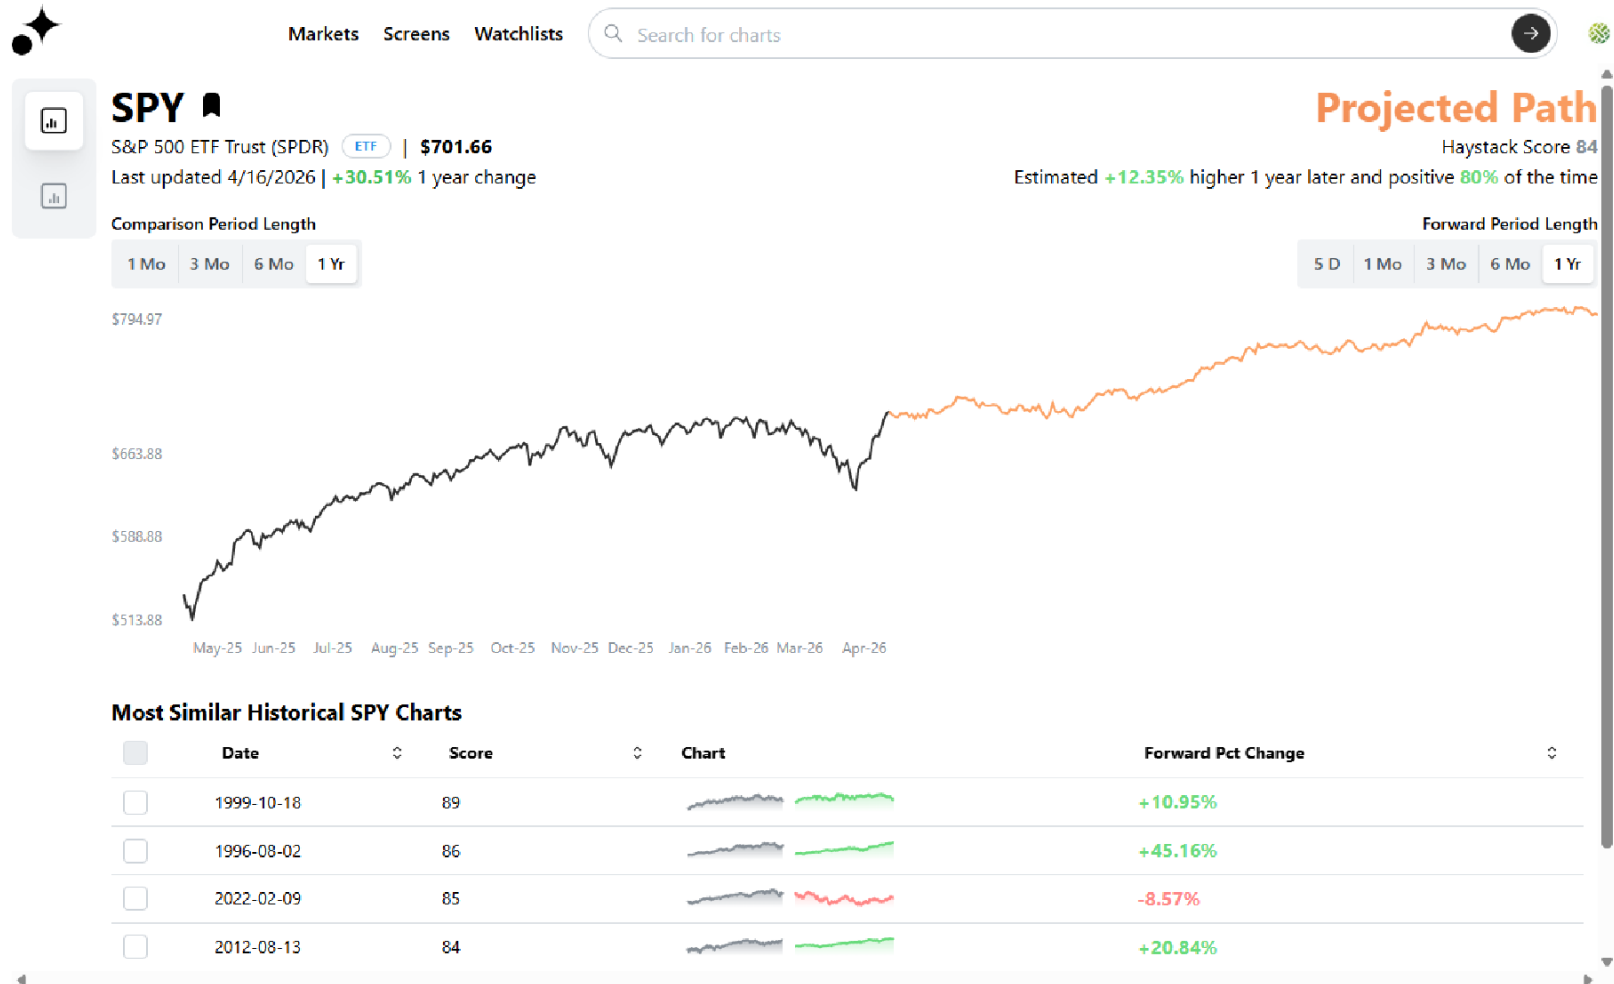 Markets Screens Watchlists Search for charts
SPY
Projected Path
S&P 500 ETF Trust (SPDR) ETF | $701.66
Haystack Score 84
Last updated 4/16/2026 | +30.51% 1 year change
Estimated +12.35% higher 1 year later and positive 80% of the time
Comparison Period Length
Forward Period Length
1 Mo 3 Mo 6 Mo 1 Yr
5 D 1 Mo 3 Mo 6 Mo 1 Yr
$794.97
$663.88
$588.88
$513.88
May-25 Jun-25 Jul-25 Aug-25 Sep-25 Oct-25 Nov-25 Dec-25 Jan-26 Feb-26 Mar-26 Apr-26
Most Similar Historical SPY Charts
Date Score Chart Forward Pct Change
1999-10-18 89 +10.95%
1996-08-02 86 +45.16%
2022-02-09 85 -8.57%
2012-08-13 84 +20.84%